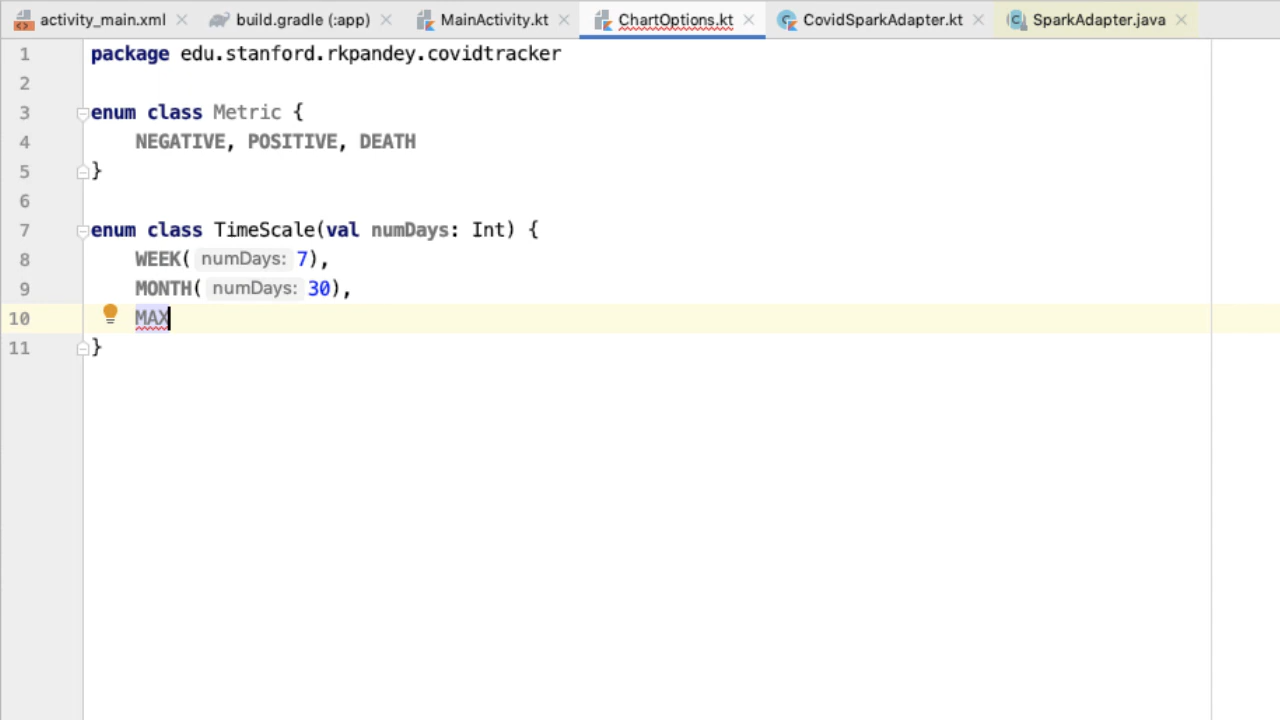 activity_main.xml build.gradle (:app) MainActivity.kt ChartOptions.kt CovidSparkAdapter.kt SparkAdapter.java
1 package edu.stanford.rkpandey.covidtracker
2
3 enum class Metric {
4 NEGATIVE, POSITIVE, DEATH
5 }
6
7 enum class TimeScale(val numDays: Int) {
8 WEEK( numDays: 7),
9 MONTH( numDays: 30),
10 MAX
11 }